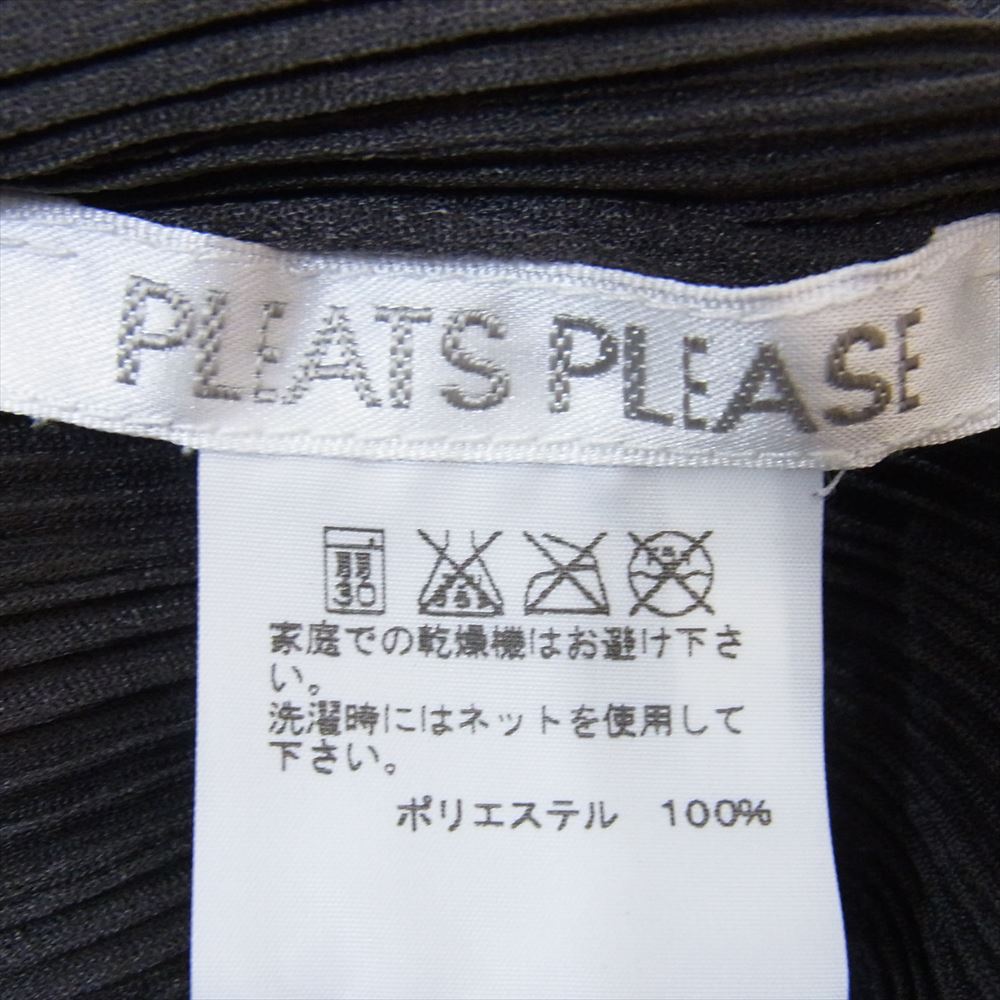 PLEATS PLEASE
30
家庭での乾燥機はお避け下さ
い。
洗濯時にはネットを使用して
下さい。
ポリエステル 100%